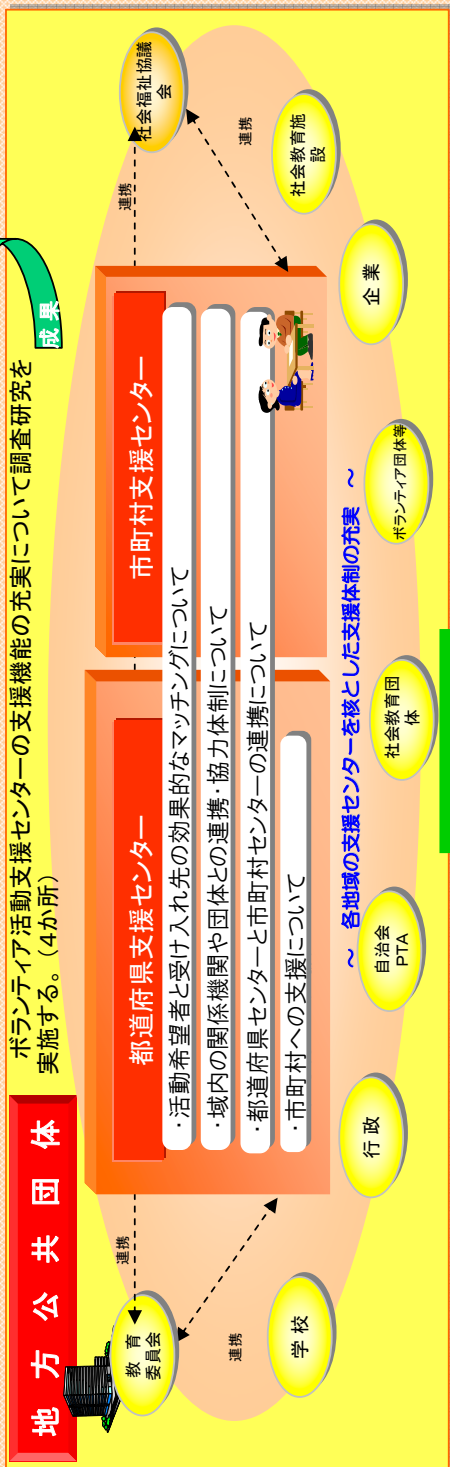 地方公共団体
ボランティア活動支援センターの支援機能の充実について調査研究を
実施する。（4か所）
成果
都道府県支援センター
市町村支援センター
・活動希望者と受け入れ先の効果的なマッチングについて
・域内の関係機関や団体との連携・協力体制について
・都道府県センターと市町村センターの連携について
・市町村への支援について
～ 各地域の支援センターを核とした支援体制の充実 ～
連携
連携
連携
連携
教育
委員会
学校
行政
自治会
PTA
社会教育団
体
ボランティア団体等
企業
社会教育施
設
社会福祉協議
会